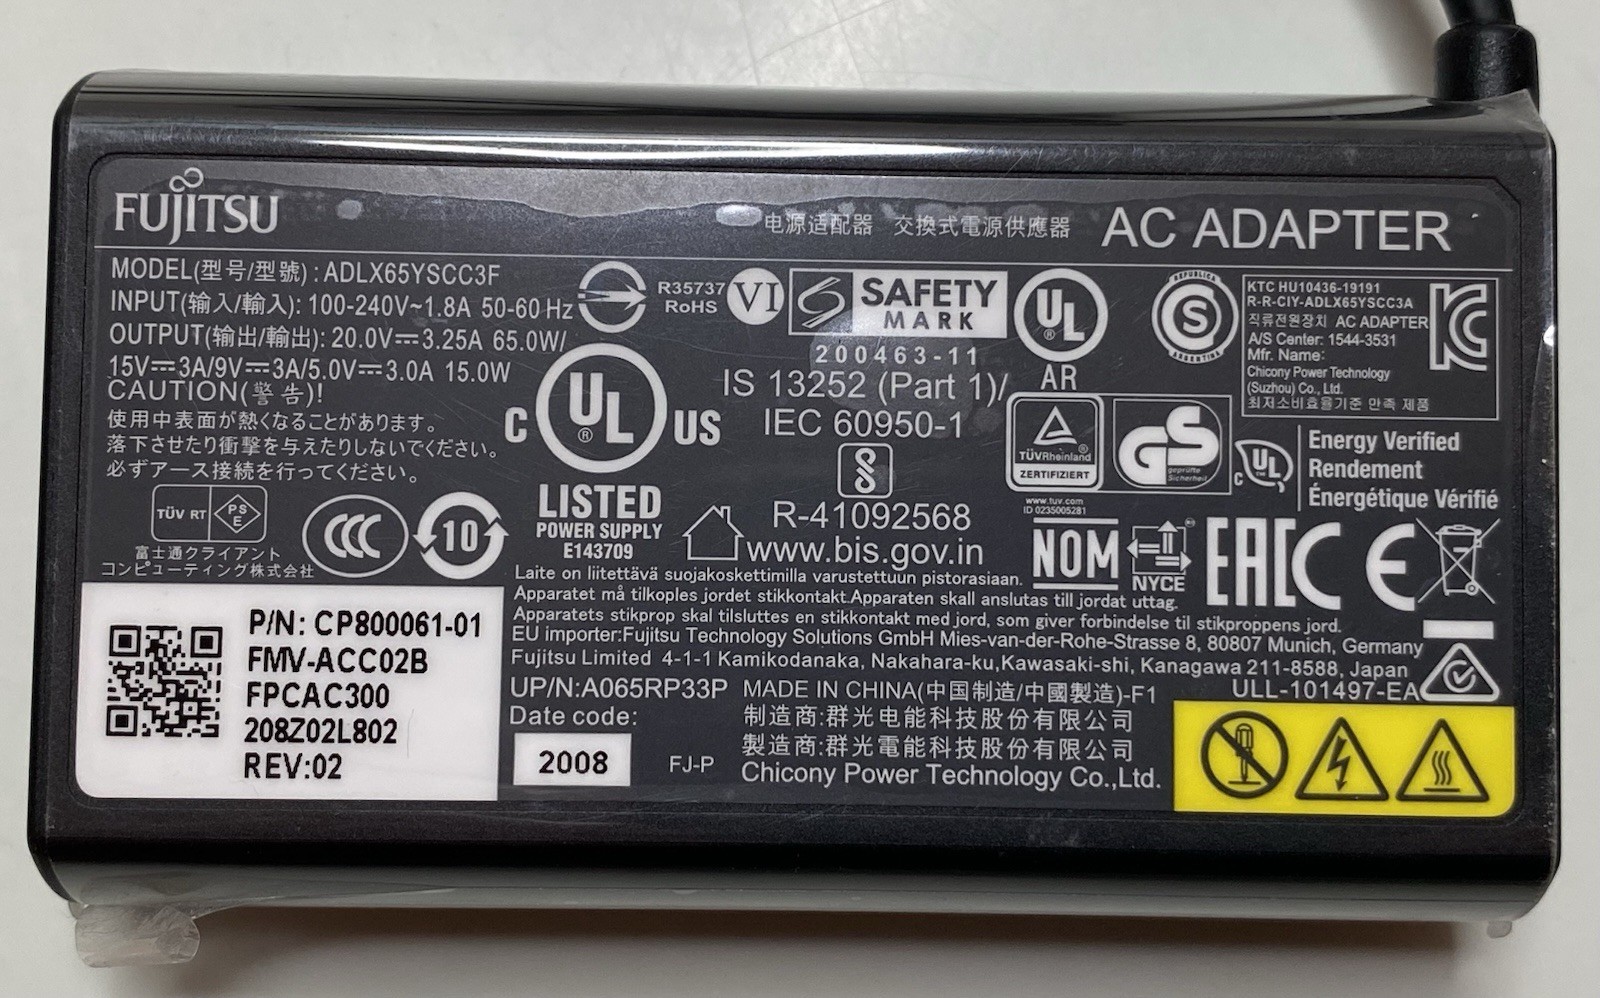 FUJITSU
电源适配器 交換式電源供應器 AC ADAPTER
MODEL(型号/型號) : ADLX65YSCC3F
INPUT(输入/輸入): 100-240V~1.8A 50-60 Hz
OUTPUT(输出/輸出): 20.0V⎓3.25A 65.0W/
15V⎓3A/9V⎓3A/5.0V⎓3.0A 15.0W
CAUTION(警告)!
使用中表面が熱くなることがあります。
落下させたり衝撃を与えたりしないでください。
必ずアース接続を行ってください。
TÜV RT
PS
E
富士通クライアント
コンピューティング株式会社
CCC
10
C UL ® US
LISTED
POWER SUPPLY
E143709
R35737
RoHS
VI
SAFETY
MARK
200463-11
IS 13252 (Part 1)/
IEC 60950-1
R-41092568
www.bis.gov.in
UL ®
AR
REPUBLICA
S
ARGENTINA
KTC HU10436-19191
R-R-CIY-ADLX65YSCC3A
직류전원장치 AC ADAPTER
A/S Center: 1544-3531
Mfr. Name:
Chicony Power Technology
(Suzhou) Co., Ltd.
최저소비효율기준 만족 제품
KC
TÜVRheinland ®
ZERTIFIZIERT
GS
geprüfte
Sicherheit
www.tuv.com
ID 0235005281
c UL
Energy Verified
Rendement
Énergétique Vérifié
NOM
NYCE
EAC
CE
Laite on liitettävä suojakoskettimilla varustettuun pistorasiaan.
Apparatet må tilkoples jordet stikkontakt.Apparaten skall anslutas till jordat uttag.
Apparatets stikprop skal tilsluttes en stikkontakt med jord, som giver forbindelse til stikproppens jord.
EU importer:Fujitsu Technology Solutions GmbH Mies-van-der-Rohe-Strasse 8, 80807 Munich, Germany
Fujitsu Limited 4-1-1 Kamikodanaka, Nakahara-ku,Kawasaki-shi, Kanagawa 211-8588, Japan
UP/N:A065RP33P MADE IN CHINA(中国制造/中國製造)-F1
ULL-101497-EA
Date code:
2008
FJ-P
制造商:群光电能科技股份有限公司
製造商:群光電能科技股份有限公司
Chicony Power Technology Co.,Ltd.
P/N: CP800061-01
FMV-ACC02B
FPCAC300
208Z02L802
REV:02